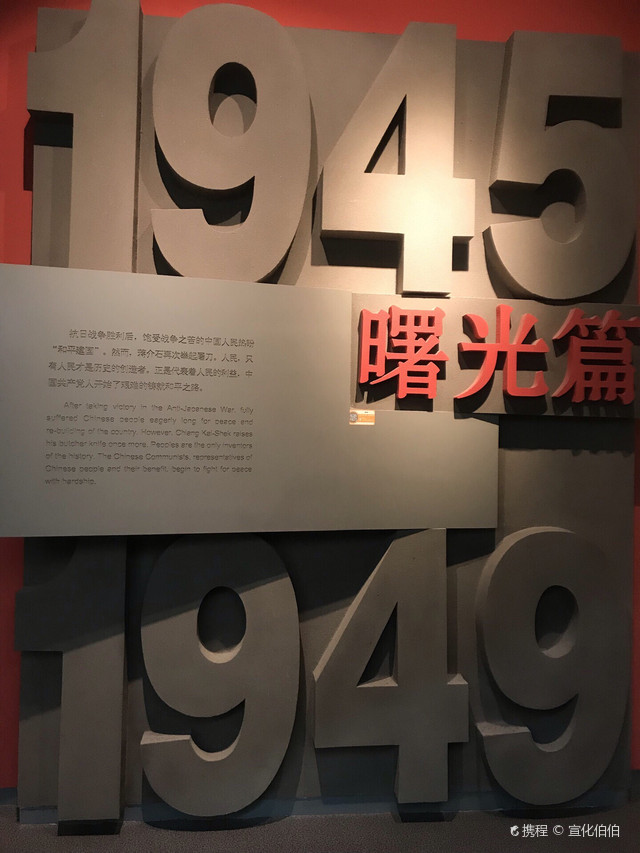 1945
抗日战争胜利后，饱受战争之苦的中国人民渴盼
“和平建国”。然而，蒋介石再次举起屠刀。人民，只
有人民才是历史的创造者。正是代表着人民的利益，中
国共产党人开始了艰难的铸就和平之路。
After taking victory in the Anti-Japanese War, fully
suffered Chinese people eagerly long for peace and
re-building of the country. However, Chiang Kai-Shek raises
his butcher knife once more. Peoples are the only inventors
of the history. The Chinese Communists, representatives of
Chinese people and their benefit, begin to fight for peace
with hardship.
曙光篇
1949
携程 © 宣化伯伯